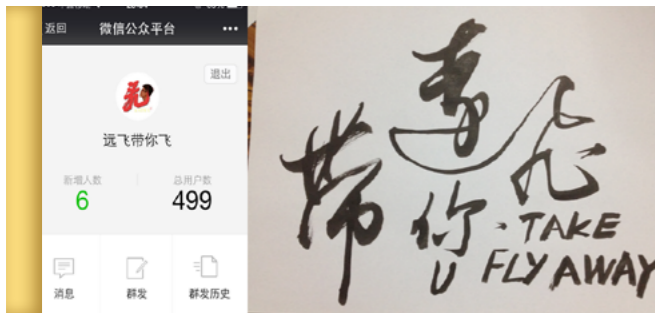 返回 微信公众平台
退出
远飞带你飞
新增人数 总用户数
6 499
消息 群发 群发历史
远飞
带你
TAKE
U FLY AWAY